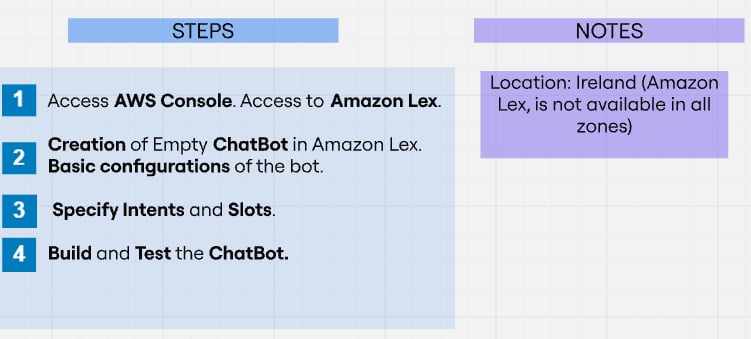 STEPS
NOTES
1 Access AWS Console. Access to Amazon Lex.
2 Creation of Empty ChatBot in Amazon Lex.
Basic configurations of the bot.
3 Specify Intents and Slots.
4 Build and Test the ChatBot.
Location: Ireland (Amazon
Lex, is not available in all
zones)